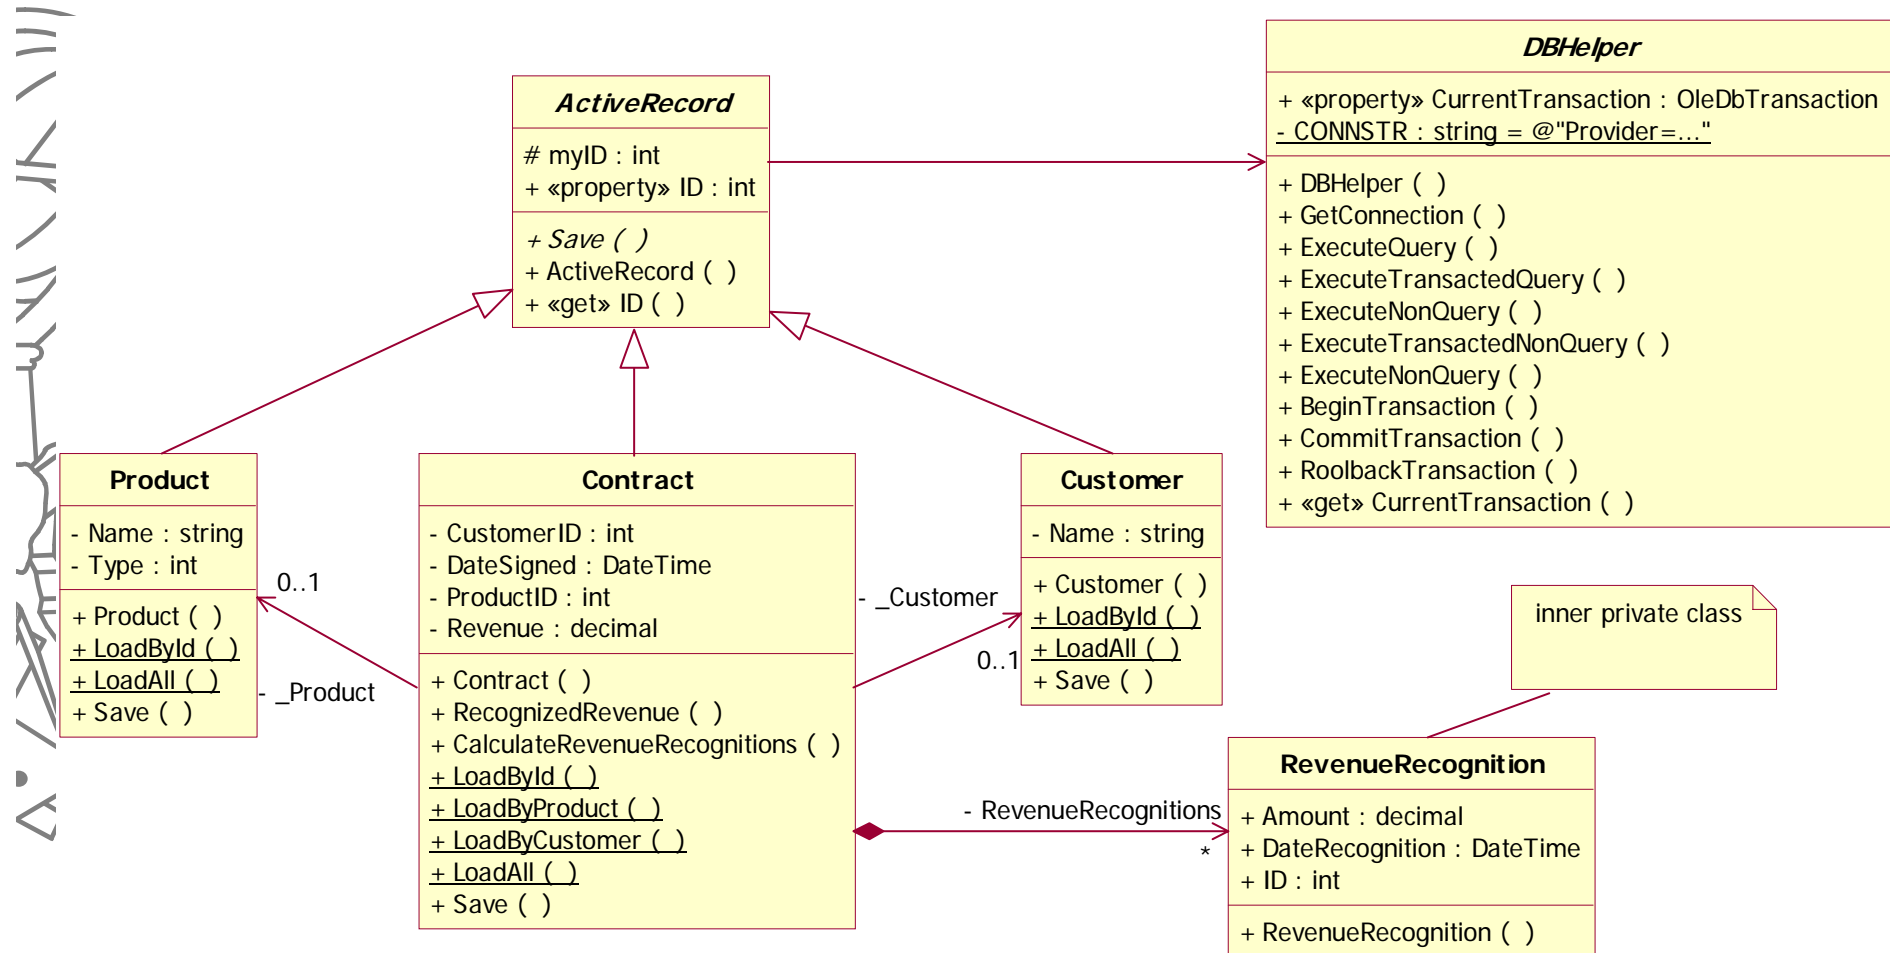 DBHelper
+ «property» CurrentTransaction : OleDbTransaction
- CONNSTR : string = @"Provider=..."
+ DBHelper ( )
+ GetConnection ( )
+ ExecuteQuery ( )
+ ExecuteTransactedQuery ( )
+ ExecuteNonQuery ( )
+ ExecuteTransactedNonQuery ( )
+ ExecuteNonQuery ( )
+ BeginTransaction ( )
+ CommitTransaction ( )
+ RoolbackTransaction ( )
+ «get» CurrentTransaction ( )
ActiveRecord
# myID : int
+ «property» ID : int
+ Save ( )
+ ActiveRecord ( )
+ «get» ID ( )
Product
- Name : string
- Type : int
+ Product ( )
+ LoadById ( )
+ LoadAll ( )
+ Save ( )
0..1
- _Product
Contract
- CustomerID : int
- DateSigned : DateTime
- ProductID : int
- Revenue : decimal
+ Contract ( )
+ RecognizedRevenue ( )
+ CalculateRevenueRecognitions ( )
+ LoadById ( )
+ LoadByProduct ( )
+ LoadByCustomer ( )
+ LoadAll ( )
+ Save ( )
- _Customer
0..1
Customer
- Name : string
+ Customer ( )
+ LoadById ( )
+ LoadAll ( )
+ Save ( )
inner private class
- RevenueRecognitions
*
RevenueRecognition
+ Amount : decimal
+ DateRecognition : DateTime
+ ID : int
+ RevenueRecognition ( )